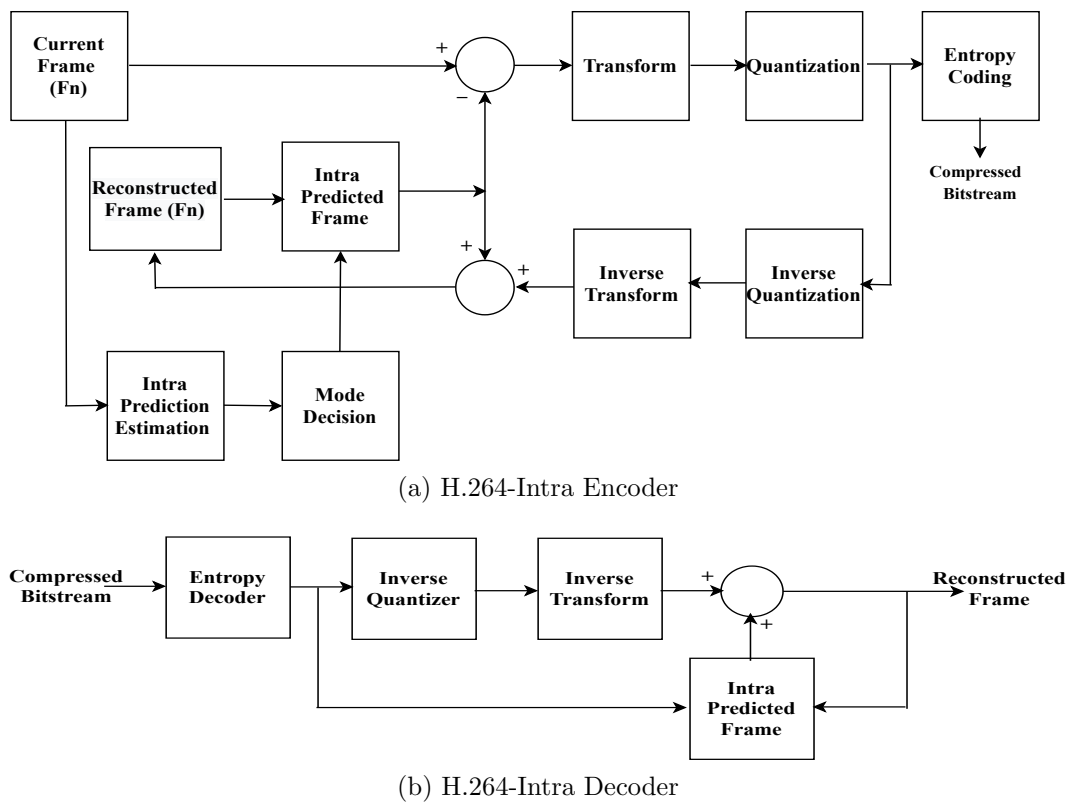 Current
Frame
(Fn)
+
−
Transform
Quantization
Entropy
Coding
Compressed
Bitstream
Reconstructed
Frame (Fn)
Intra
Predicted
Frame
+
+
Inverse
Transform
Inverse
Quantization
Intra
Prediction
Estimation
Mode
Decision
(a) H.264-Intra Encoder
Compressed
Bitstream
Entropy
Decoder
Inverse
Quantizer
Inverse
Transform
+
+
Reconstructed
Frame
Intra
Predicted
Frame
(b) H.264-Intra Decoder